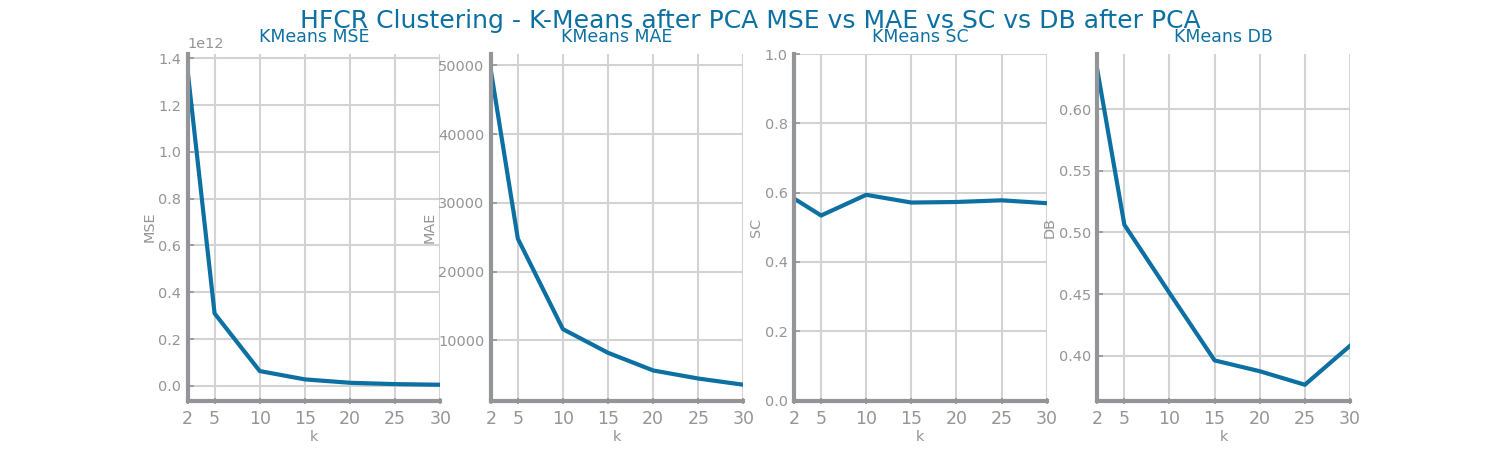 HFCR Clustering - K-Means after PCA MSE vs MAE vs SC vs DB after PCA
KMeans MSE
1e12
1.4
1.2
1.0
0.8
0.6
0.4
0.2
0.0
MSE
2 5 10 15 20 25 30
k
KMeans MAE
50000
40000
30000
20000
10000
MAE
2 5 10 15 20 25 30
k
KMeans SC
1.0
0.8
0.6
0.4
0.2
0.0
SC
2 5 10 15 20 25 30
k
KMeans DB
0.60
0.55
0.50
0.45
0.40
DB
2 5 10 15 20 25 30
k